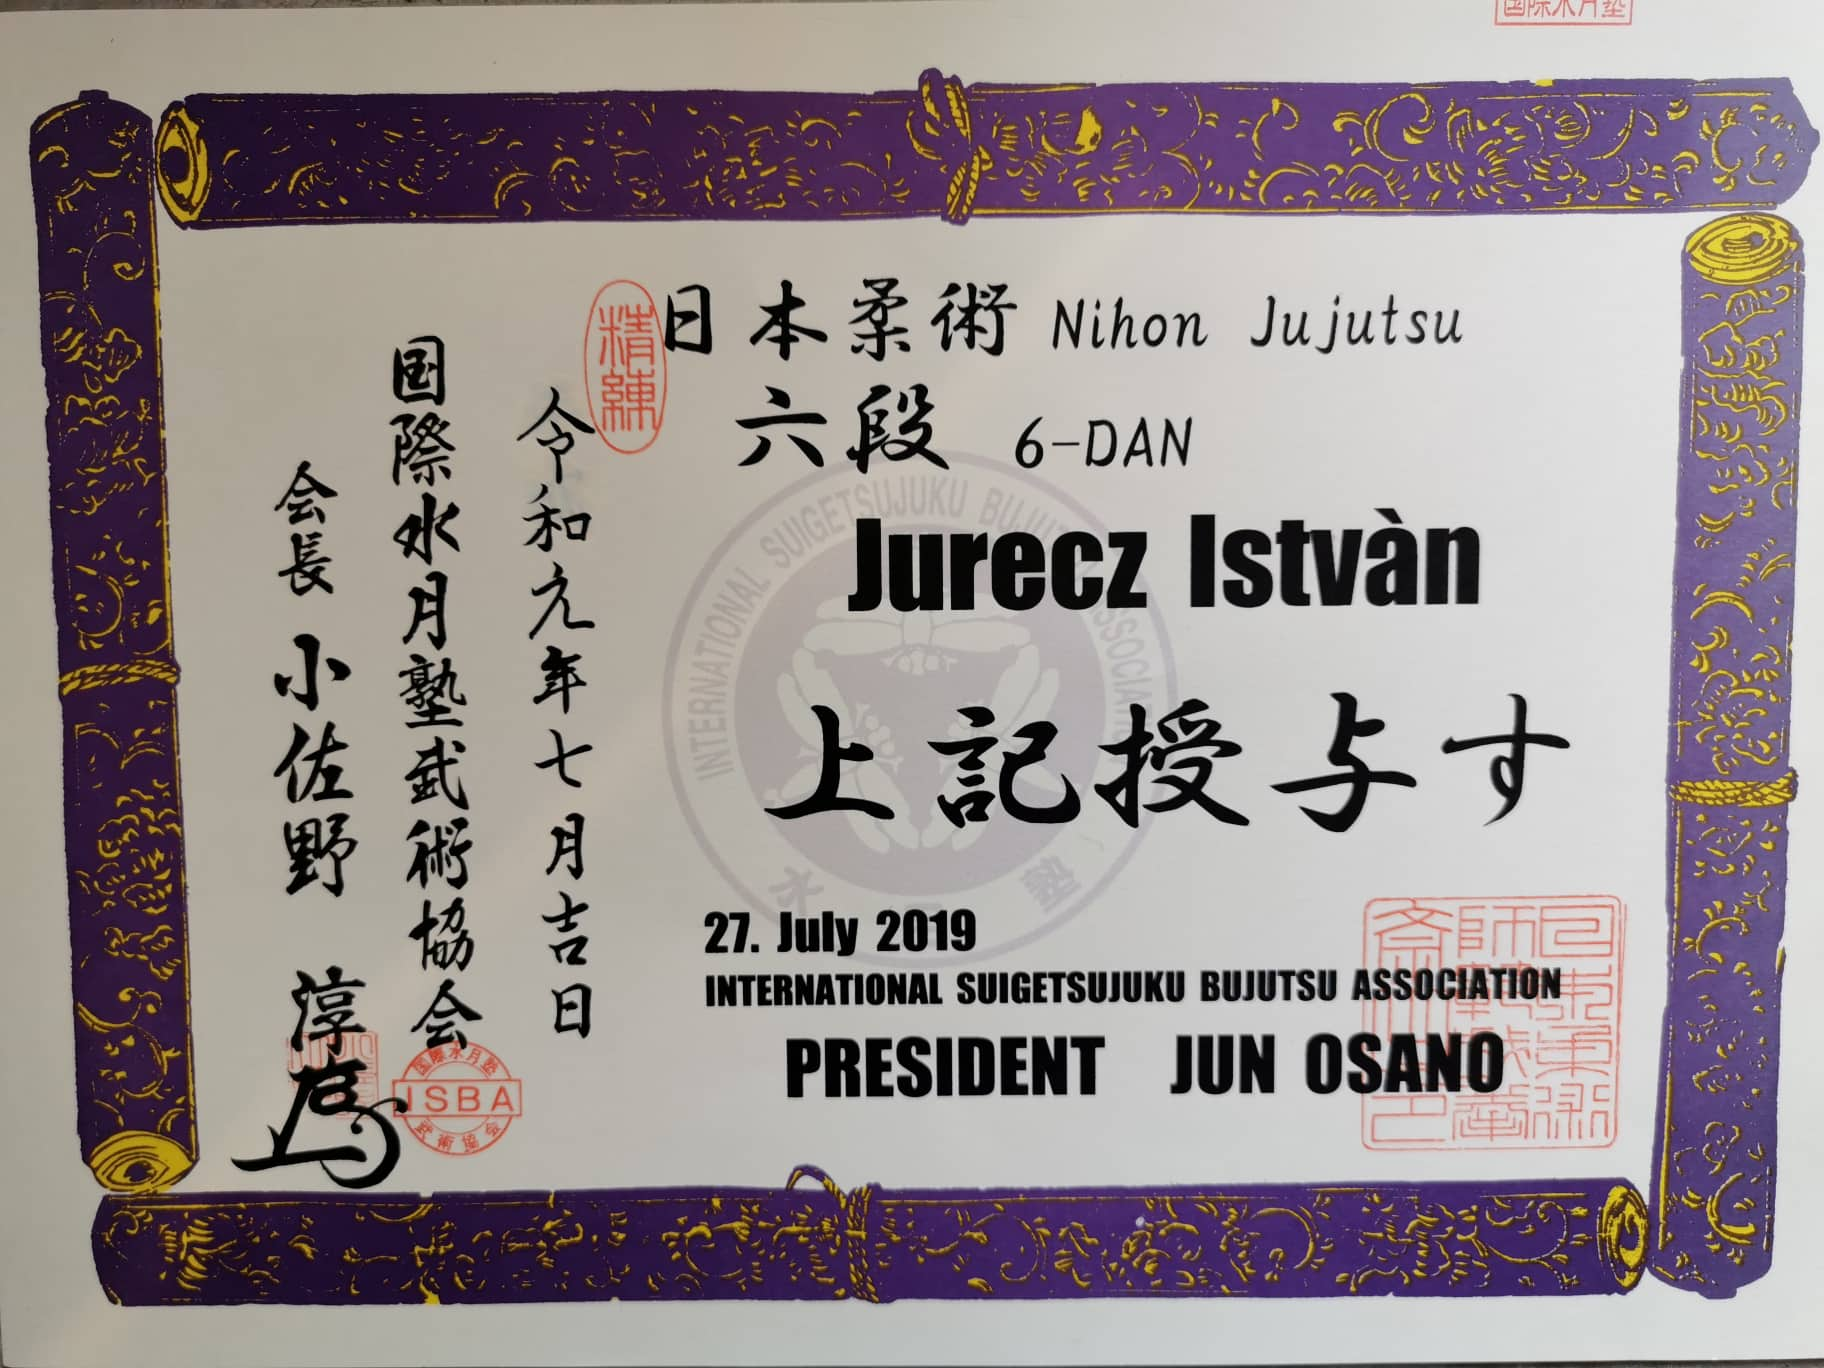 国際水月塾
日本柔術 Nihon Jujutsu
六段 6-DAN
Jurecz Istvàn
上記授与す
27. July 2019
INTERNATIONAL SUIGETSUJUKU BUJUTSU ASSOCIATION
PRESIDENT JUN OSANO
精練
令和元年七月吉日
国際水月塾武術協会
会長 小佐野 淳
国際水月塾
ISBA
武術協会
INTERNATIONAL SUIGETSUJUKU BUJUTSU ASSOCIATION